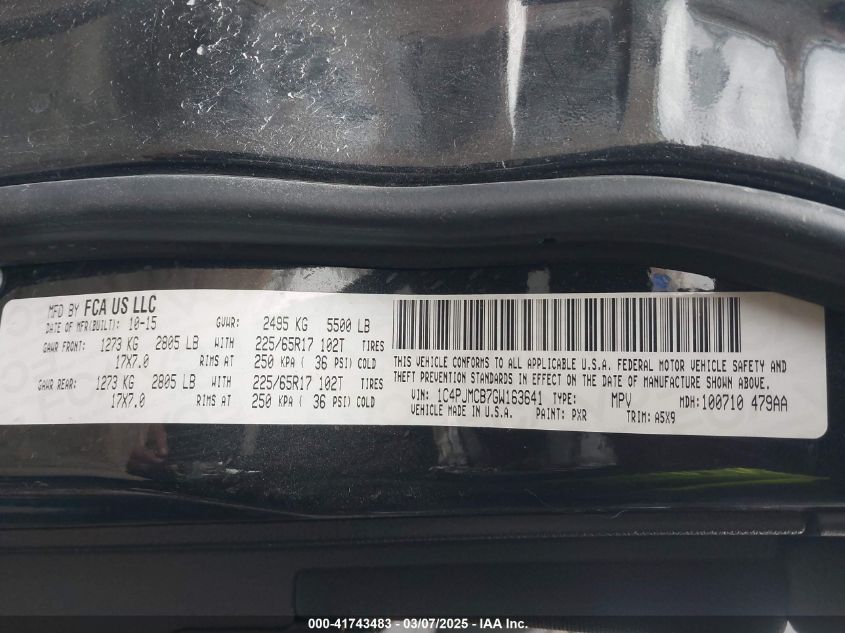 MFD BY FCA US LLC
DATE OF MFR(BUILT): 10-15 GVWR: 2495 KG 5500 LB
GAWR FRONT: 1273 KG 2805 LB WITH 225/65R17 102T TIRES
17X7.0 RIMS AT 250 KPA ( 36 PSI) COLD
GAWR REAR: 1273 KG 2805 LB WITH 225/65R17 102T TIRES
17X7.0 RIMS AT 250 KPA ( 36 PSI) COLD
THIS VEHICLE CONFORMS TO ALL APPLICABLE U.S.A. FEDERAL MOTOR VEHICLE SAFETY AND
THEFT PREVENTION STANDARDS IN EFFECT ON THE DATE OF MANUFACTURE SHOWN ABOVE.
VIN: 1C4PJMCB7GW163641 TYPE: MPV MDH: 100710 479AA
VEHICLE MADE IN U.S.A. PAINT: PXR TRIM: A5X9
000-41743483 — 03/07/2025 — IAA Inc.